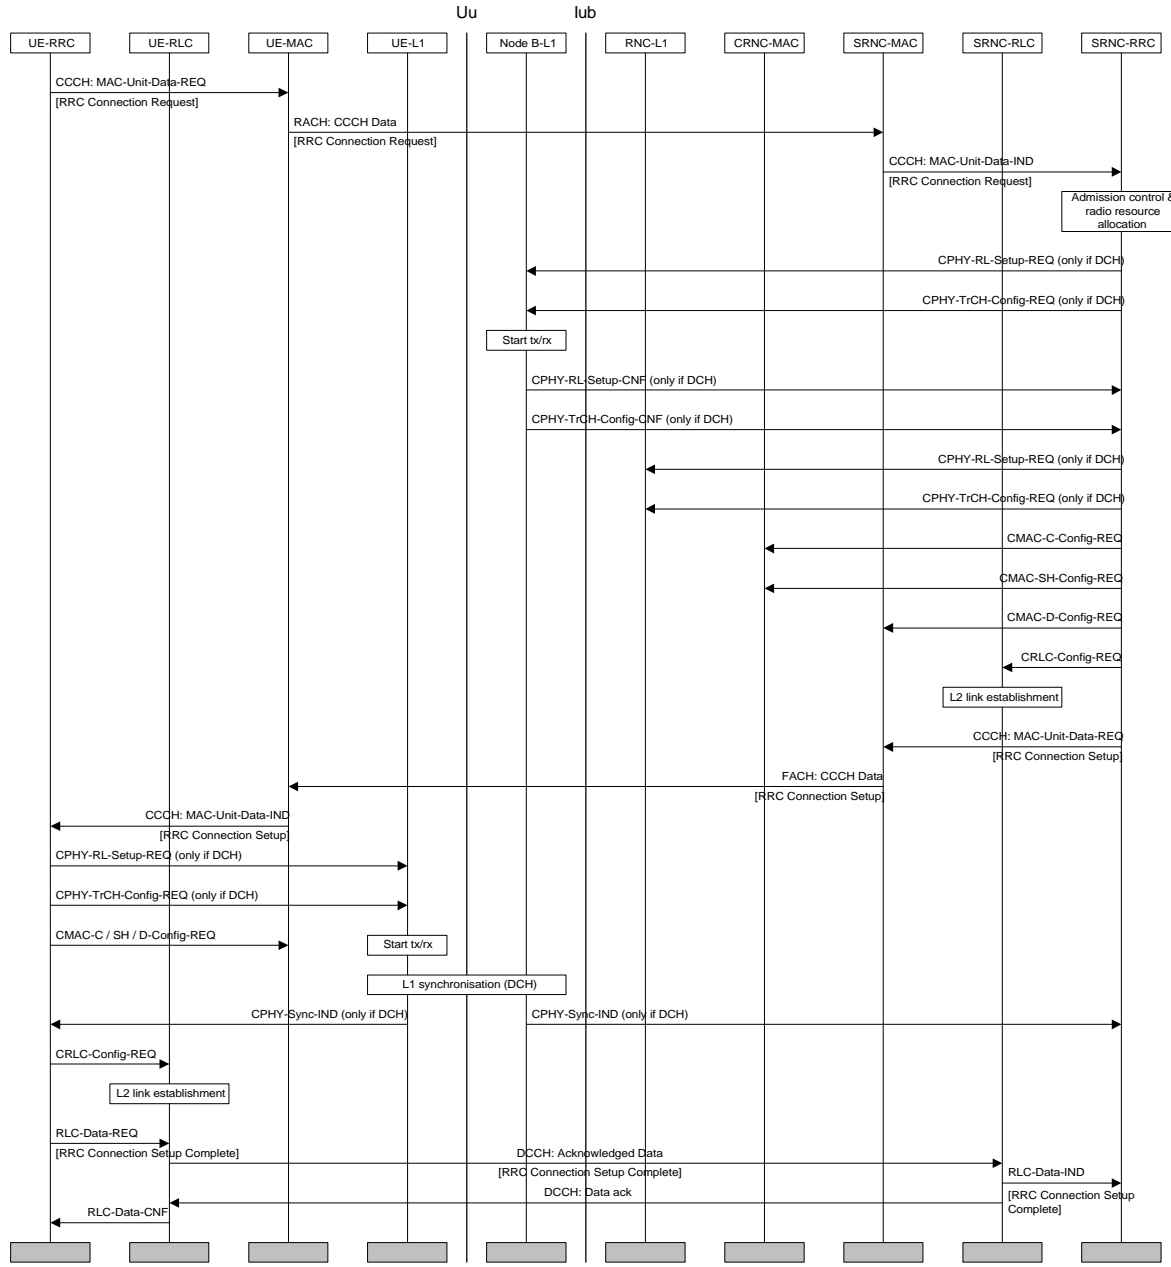 Uu
Iub
UE-RRC
UE-RLC
UE-MAC
UE-L1
Node B-L1
RNC-L1
CRNC-MAC
SRNC-MAC
SRNC-RLC
SRNC-RRC
CCCH: MAC-Unit-Data-REQ
[RRC Connection Request]
RACH: CCCH Data
[RRC Connection Request]
CCCH: MAC-Unit-Data-IND
[RRC Connection Request]
Admission control &
radio resource
allocation
CPHY-RL-Setup-REQ (only if DCH)
CPHY-TrCH-Config-REQ (only if DCH)
Start tx/rx
CPHY-RL-Setup-CNF (only if DCH)
CPHY-TrCH-Config-CNF (only if DCH)
CPHY-RL-Setup-REQ (only if DCH)
CPHY-TrCH-Config-REQ (only if DCH)
CMAC-C-Config-REQ
CMAC-SH-Config-REQ
CMAC-D-Config-REQ
CRLC-Config-REQ
L2 link establishment
CCCH: MAC-Unit-Data-REQ
[RRC Connection Setup]
FACH: CCCH Data
[RRC Connection Setup]
CCCH: MAC-Unit-Data-IND
[RRC Connection Setup]
CPHY-RL-Setup-REQ (only if DCH)
CPHY-TrCH-Config-REQ (only if DCH)
CMAC-C / SH / D-Config-REQ
Start tx/rx
L1 synchronisation (DCH)
CPHY-Sync-IND (only if DCH)
CPHY-Sync-IND (only if DCH)
CRLC-Config-REQ
L2 link establishment
RLC-Data-REQ
[RRC Connection Setup Complete]
DCCH: Acknowledged Data
[RRC Connection Setup Complete]
RLC-Data-IND
[RRC Connection Setup
Complete]
DCCH: Data ack
RLC-Data-CNF